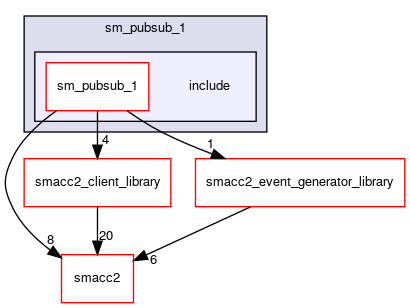 sm_pubsub_1
sm_pubsub_1
include
4
1
smacc2_client_library
smacc2_event_generator_library
8
20
6
smacc2